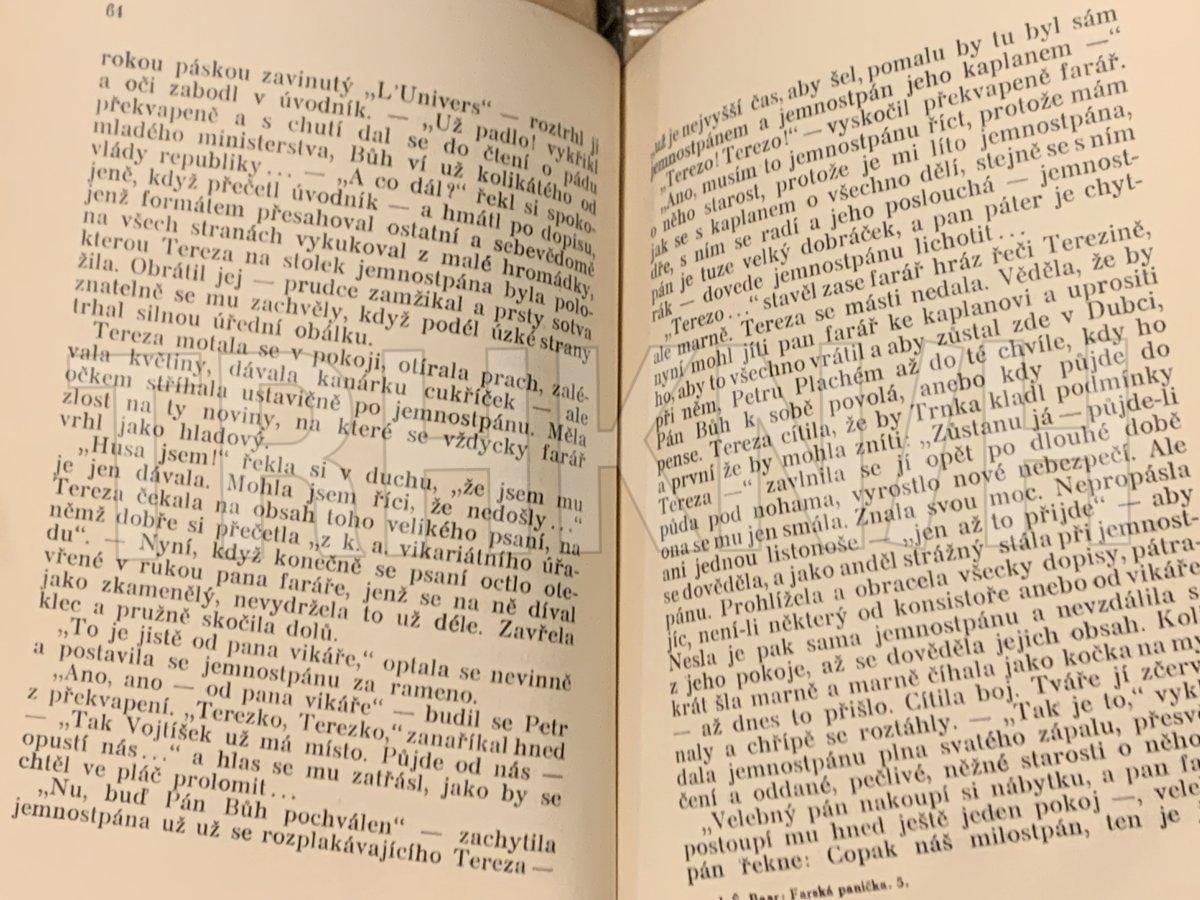 64
rokou páskou zavinutý „L'Univers“ — roztrhl ji
a oči zabodl v úvodník. — „Už padlo! vykřikl
překvapeně a s chutí dal se do čtení o pádu
mladého ministerstva, Bůh ví už kolikátého od
vlády republiky... — „A co dál?“ řekl si spoko-
jeně, když přečetl úvodník — a hmátl po dopisu,
jenž formátem přesahoval ostatní a sebevědomě
na všech stranách vykukoval z malé hromádky,
kterou Tereza na stolek jemnostpána byla polo-
žila. Obrátil jej — prudce zamžikal a prsty sotva
znatelně se mu zachvěly, když podél úzké strany
trhal silnou úřední obálku.
Tereza motala se v pokoji, otírala prach, zalé-
vala květiny, dávala kanárku cukříček — ale
očkem stříhala ustavičně po jemnostpánu. Měla
zlost na ty noviny, na které se vždycky farář
vrhl jako hladový.
„Husa jsem!“ řekla si v duchu, „že jsem mu
je jen dávala. Mohla jsem říci, že nedošly...“
Tereza čekala na obsah toho velikého psaní, na
němž dobře si přečetla „z k. a. vikariátního úřa-
du“. — Nyní, když konečně se psaní octlo ote-
vřené v rukou pana faráře, jenž se na ně díval
jako zkamenělý, nevydržela to už déle. Zavřela
klec a pružně skočila dolů.
„To je jistě od pana vikáře,“ optala se nevinně
a postavila se jemnostpánu za rameno.
„Ano, ano — od pana vikáře“ — budil se Petr
z překvapení. „Terezko, Terezko,“ zanaříkal hned
— „Tak Vojtíšek už má místo. Půjde od nás —
opustí nás...“ a hlas se mu zatřásl, jako by se
chtěl ve pláč prolomit...
„Nu, buď Pán Bůh pochválen“ — zachytila
jemnostpána už už se rozplakávajícího Tereza —
„už je nejvyšší čas, aby šel, pomalu by tu byl sám
jemnostpánem a jemnostpán jeho kaplanem —“
„Terezo! Terezo!“ — vyskočil překvapeně farář.
„Ano, musím to jemnostpánu říct, protože mám
o něho starost, protože je mi líto jemnostpána,
jak se s kaplanem o všechno dělí, stejně se s ním
dře, s ním se radí a jeho poslouchá — jemnost-
pán je tuze velký dobráček, a pan páter je chyt-
rák — dovede jemnostpánu lichotit...
„Terezo...“ stavěl zase farář hráz řeči Terezině,
ale marně. Tereza se másti nedala. Věděla, že by
nyní mohl jíti pan farář ke kaplanovi a uprositi
ho, aby to všechno vrátil a aby zůstal zde v Dubci,
při něm, Petru Plachém až do té chvíle, kdy ho
Pán Bůh k sobě povolá, anebo kdy půjde do
pense. Tereza cítila, že by Trnka kladl podmínky
a první že by mohla zníti: „Zůstanu já — půjde-li
Tereza —“ zavlnila se jí opět po dlouhé době
půda pod nohama, vyrostlo nové nebezpečí. Ale
ona se mu jen smála. Znala svou moc. Nepropásla
ani jednou listonoše — „jen až to přijde“ — aby
se dověděla, a jako anděl strážný stála při jemnost-
pánu. Prohlížela a obracela všecky dopisy, pátra-
jíc, není-li některý od konsistoře anebo od vikáře.
Nesla je pak sama jemnostpánu a nevzdálila s
z jeho pokoje, až se dověděla jejich obsah. Kol
krát šla marně a marně číhala jako kočka na my
— až dnes to přišlo. Cítila boj. Tváře jí zčerv
naly a chřípě se roztáhly. — „Tak je to,“ vykl
dala jemnostpánu plna svatého zápalu, přesvě
čení a oddané, pečlivé, něžné starosti o něho
„Velebný pán nakoupí si nábytku, a pan fa
postoupí mu hned ještě jeden pokoj —, vele
pán řekne: Copak náš milostpán, ten je
Š. Baar: Farská panička. 5.
TRHKNIH